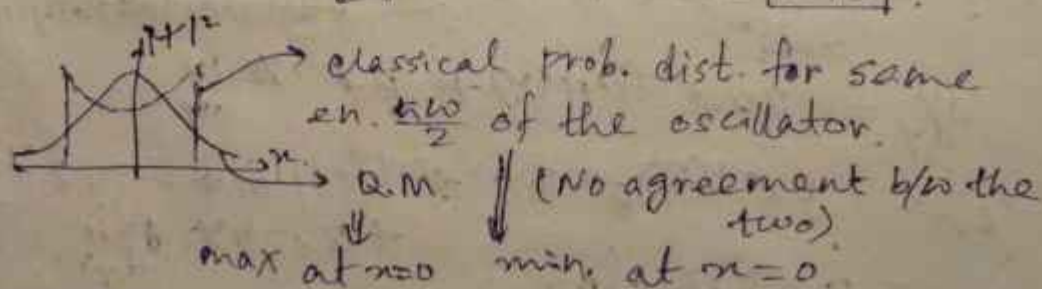 |ψ|²
classical prob. dist. for same
en. ħω/2 of the oscillator.
x
Q.M. (No agreement b/w the
two)
max at x=0 min. at x=0.